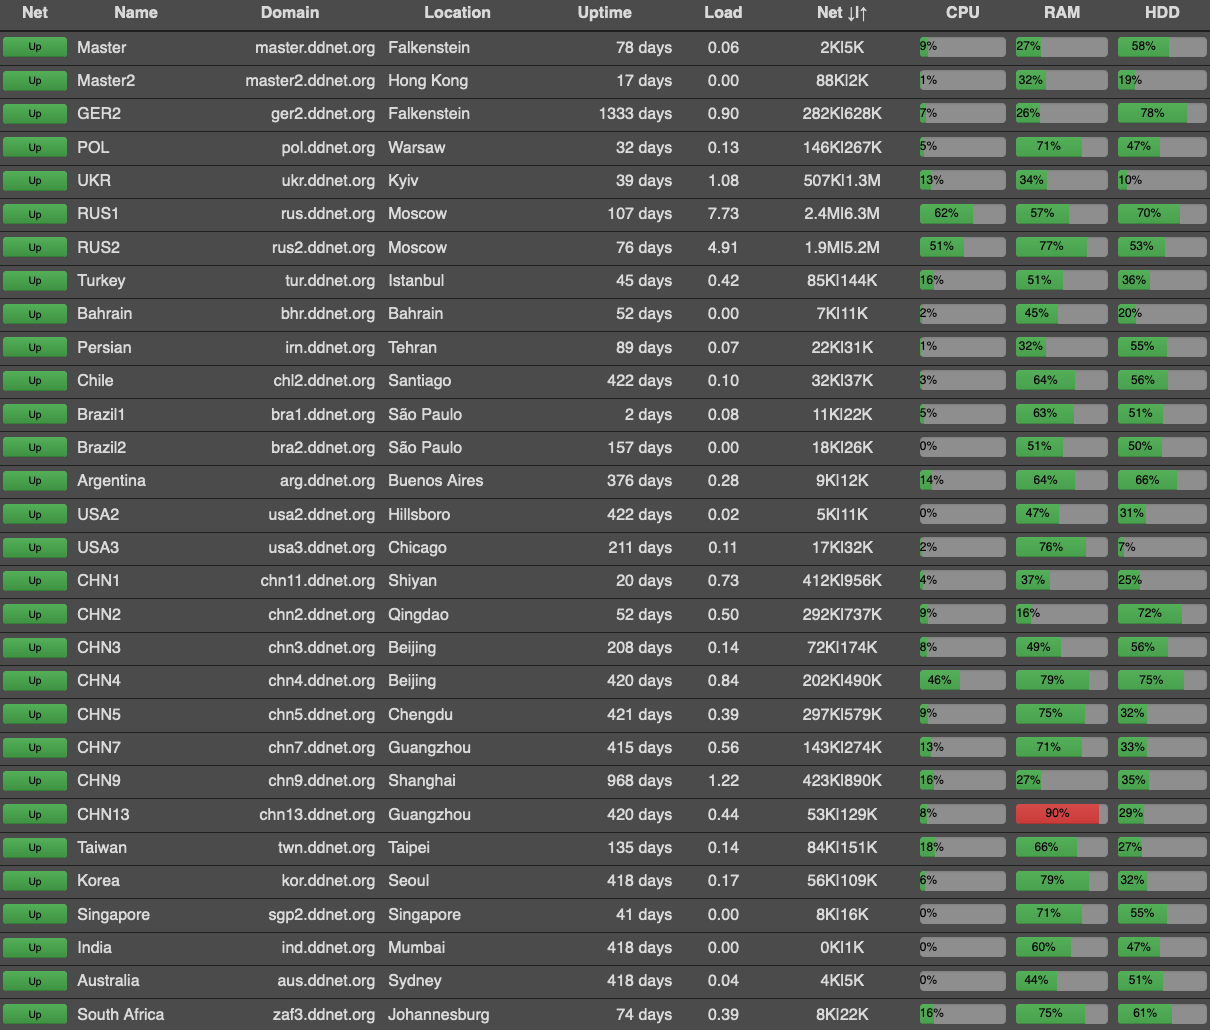 Net Name Domain Location Uptime Load Net ↓|↑ CPU RAM HDD
Up Master master.ddnet.org Falkenstein 78 days 0.06 2K|5K 9% 27% 58%
Up Master2 master2.ddnet.org Hong Kong 17 days 0.00 88K|2K 1% 32% 19%
Up GER2 ger2.ddnet.org Falkenstein 1333 days 0.90 282K|628K 7% 26% 78%
Up POL pol.ddnet.org Warsaw 32 days 0.13 146K|267K 5% 71% 47%
Up UKR ukr.ddnet.org Kyiv 39 days 1.08 507K|1.3M 13% 34% 10%
Up RUS1 rus.ddnet.org Moscow 107 days 7.73 2.4M|6.3M 62% 57% 70%
Up RUS2 rus2.ddnet.org Moscow 76 days 4.91 1.9M|5.2M 51% 77% 53%
Up Turkey tur.ddnet.org Istanbul 45 days 0.42 85K|144K 16% 51% 36%
Up Bahrain bhr.ddnet.org Bahrain 52 days 0.00 7K|11K 2% 45% 20%
Up Persian irn.ddnet.org Tehran 89 days 0.07 22K|31K 1% 32% 55%
Up Chile chl2.ddnet.org Santiago 422 days 0.10 32K|37K 3% 64% 56%
Up Brazil1 bra1.ddnet.org São Paulo 2 days 0.08 11K|22K 5% 63% 51%
Up Brazil2 bra2.ddnet.org São Paulo 157 days 0.00 18K|26K 0% 51% 50%
Up Argentina arg.ddnet.org Buenos Aires 376 days 0.28 9K|12K 14% 64% 66%
Up USA2 usa2.ddnet.org Hillsboro 422 days 0.02 5K|11K 0% 47% 31%
Up USA3 usa3.ddnet.org Chicago 211 days 0.11 17K|32K 2% 76% 7%
Up CHN1 chn11.ddnet.org Shiyan 20 days 0.73 412K|956K 4% 37% 25%
Up CHN2 chn2.ddnet.org Qingdao 52 days 0.50 292K|737K 9% 16% 72%
Up CHN3 chn3.ddnet.org Beijing 208 days 0.14 72K|174K 8% 49% 56%
Up CHN4 chn4.ddnet.org Beijing 420 days 0.84 202K|490K 46% 79% 75%
Up CHN5 chn5.ddnet.org Chengdu 421 days 0.39 297K|579K 9% 75% 32%
Up CHN7 chn7.ddnet.org Guangzhou 415 days 0.56 143K|274K 13% 71% 33%
Up CHN9 chn9.ddnet.org Shanghai 968 days 1.22 423K|890K 16% 27% 35%
Up CHN13 chn13.ddnet.org Guangzhou 420 days 0.44 53K|129K 8% 90% 29%
Up Taiwan twn.ddnet.org Taipei 135 days 0.14 84K|151K 18% 66% 27%
Up Korea kor.ddnet.org Seoul 418 days 0.17 56K|109K 6% 79% 32%
Up Singapore sgp2.ddnet.org Singapore 41 days 0.00 8K|16K 0% 71% 55%
Up India ind.ddnet.org Mumbai 418 days 0.00 0K|1K 0% 60% 47%
Up Australia aus.ddnet.org Sydney 418 days 0.04 4K|5K 0% 44% 51%
Up South Africa zaf3.ddnet.org Johannesburg 74 days 0.39 8K|22K 16% 75% 61%